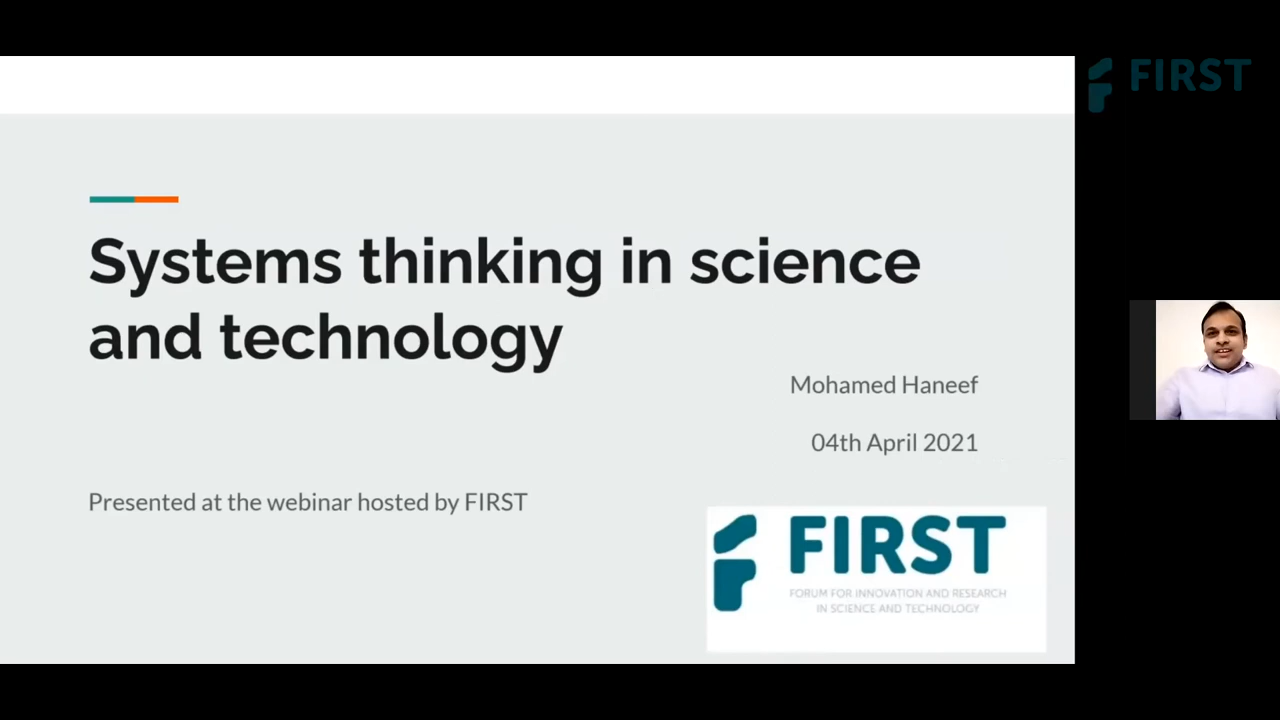 FIRST
Systems thinking in science
and technology
Mohamed Haneef
04th April 2021
Presented at the webinar hosted by FIRST
FIRST
FORUM FOR INNOVATION AND RESEARCH
IN SCIENCE AND TECHNOLOGY